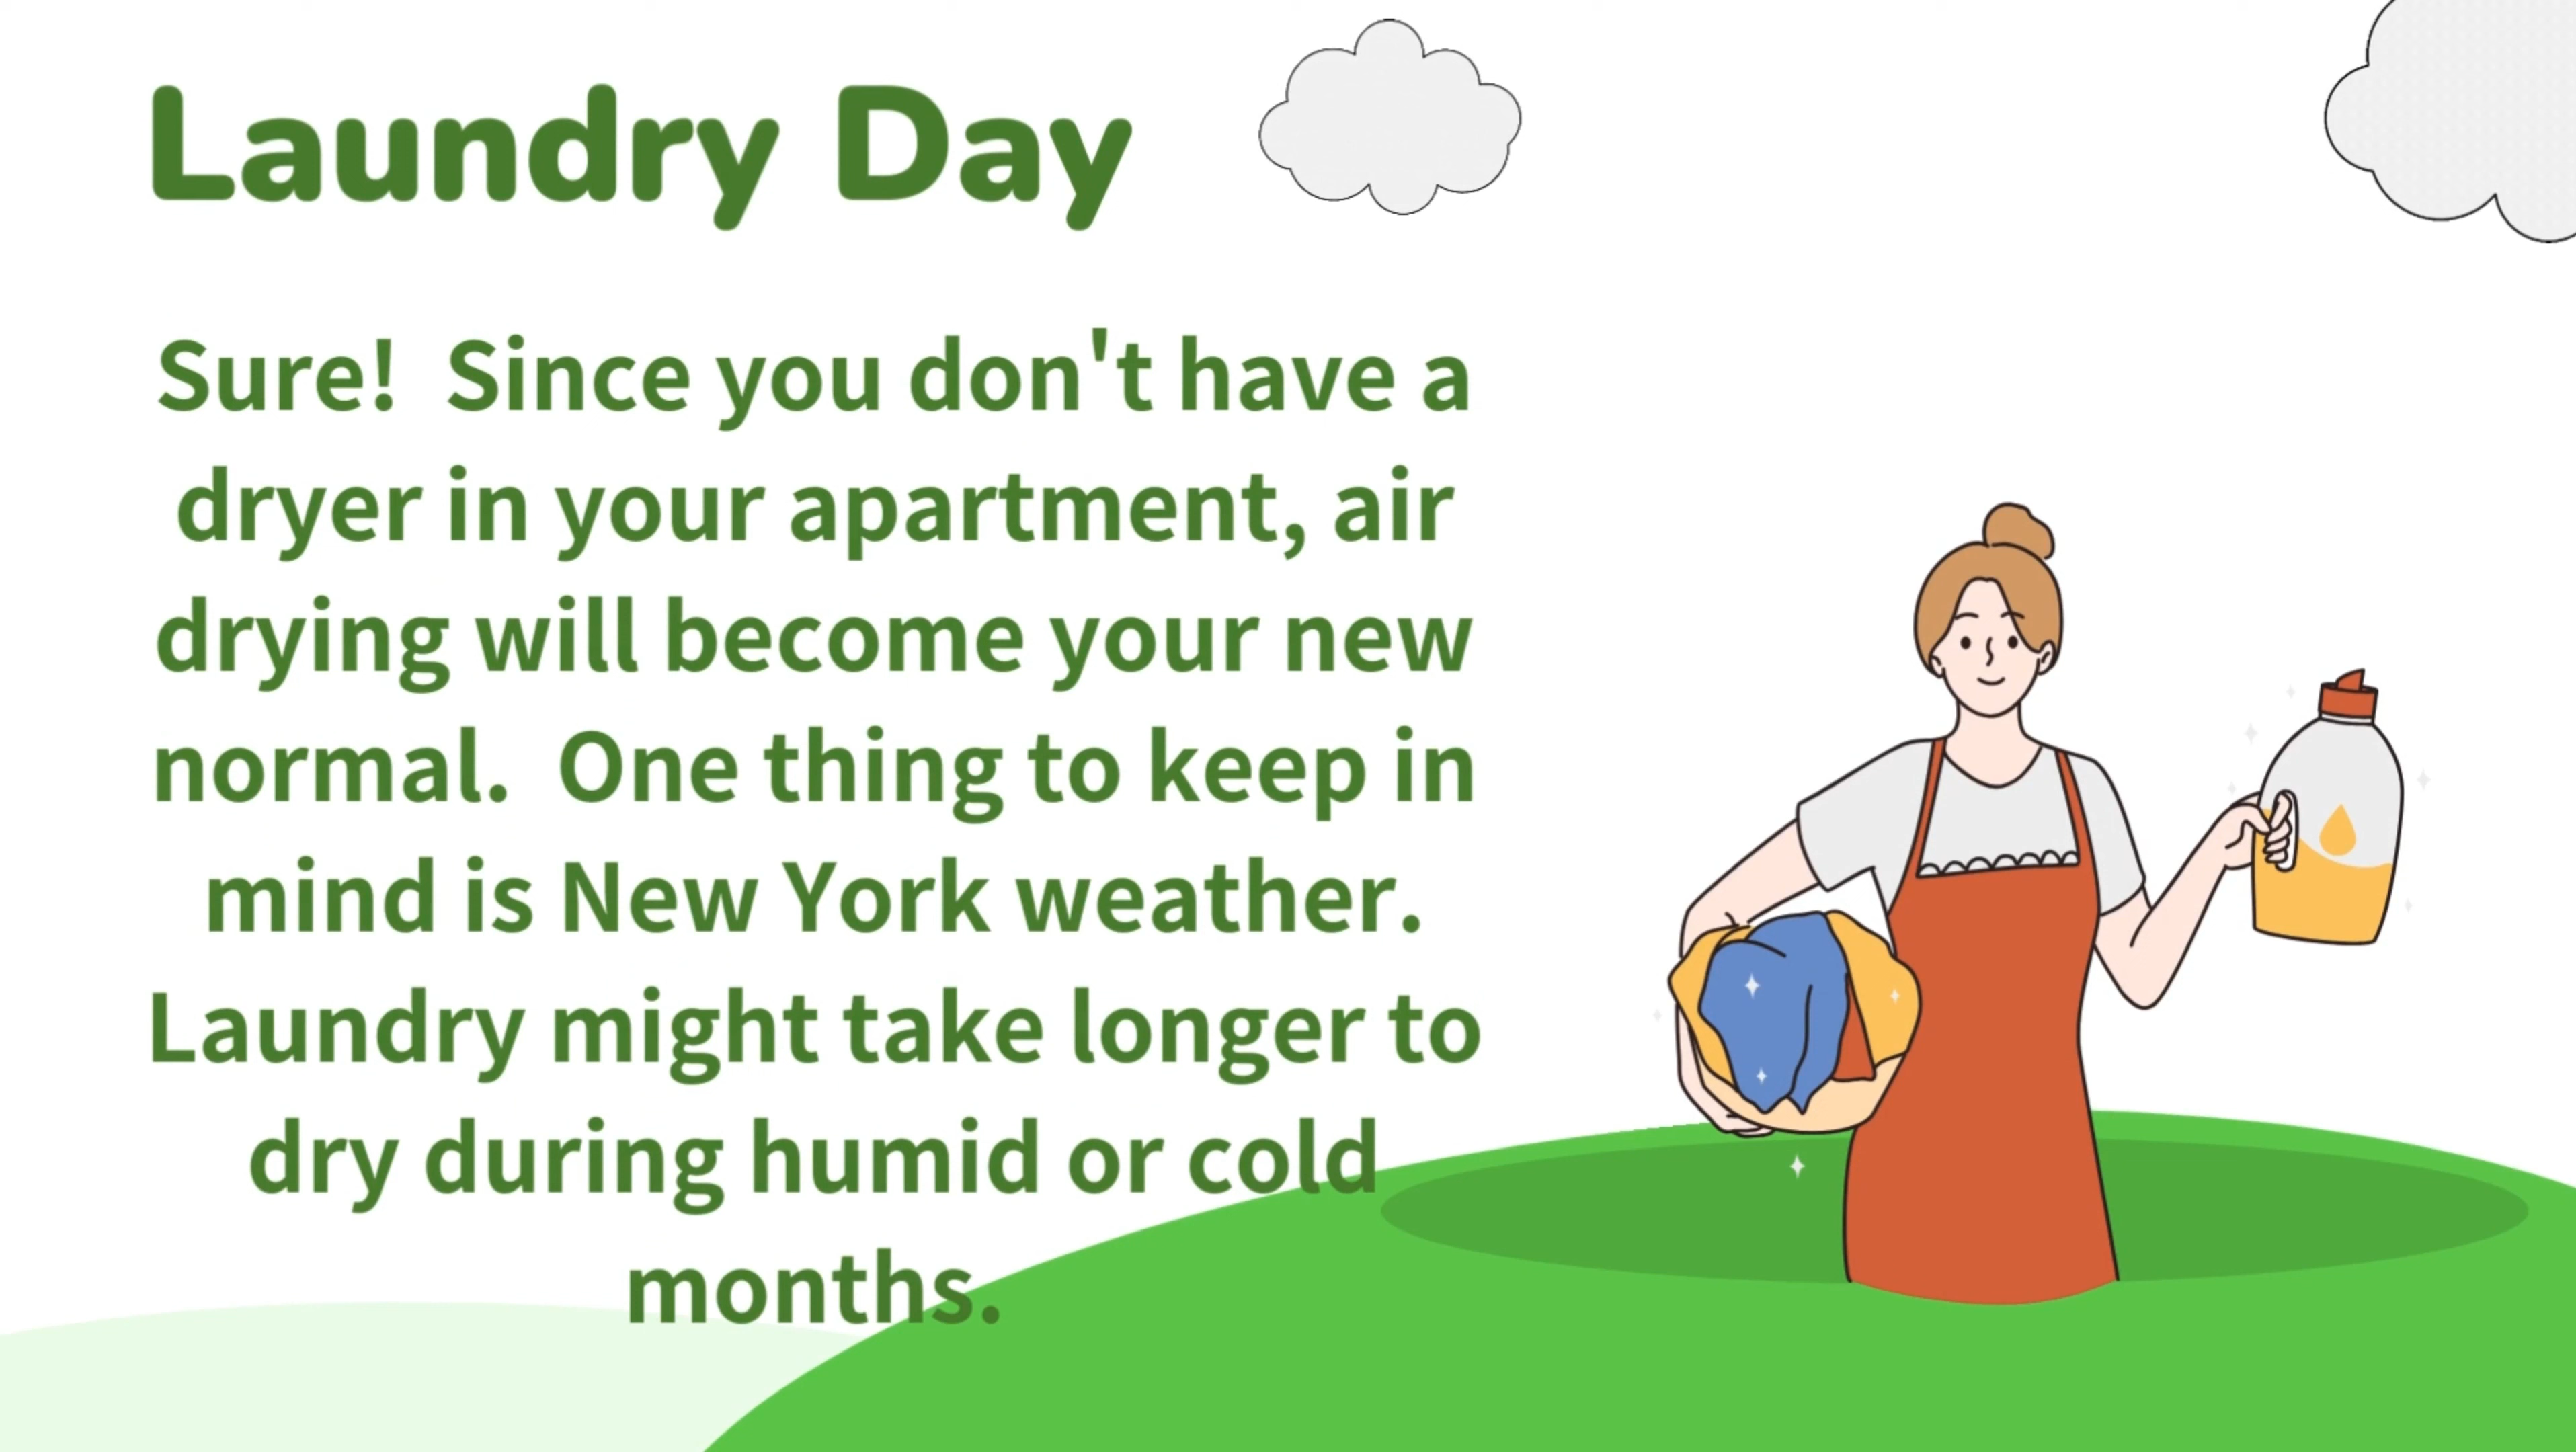 Laundry Day
Sure!  Since you don't have a
dryer in your apartment, air
drying will become your new
normal.  One thing to keep in
mind is New York weather.
Laundry might take longer to
dry during humid or cold
months.